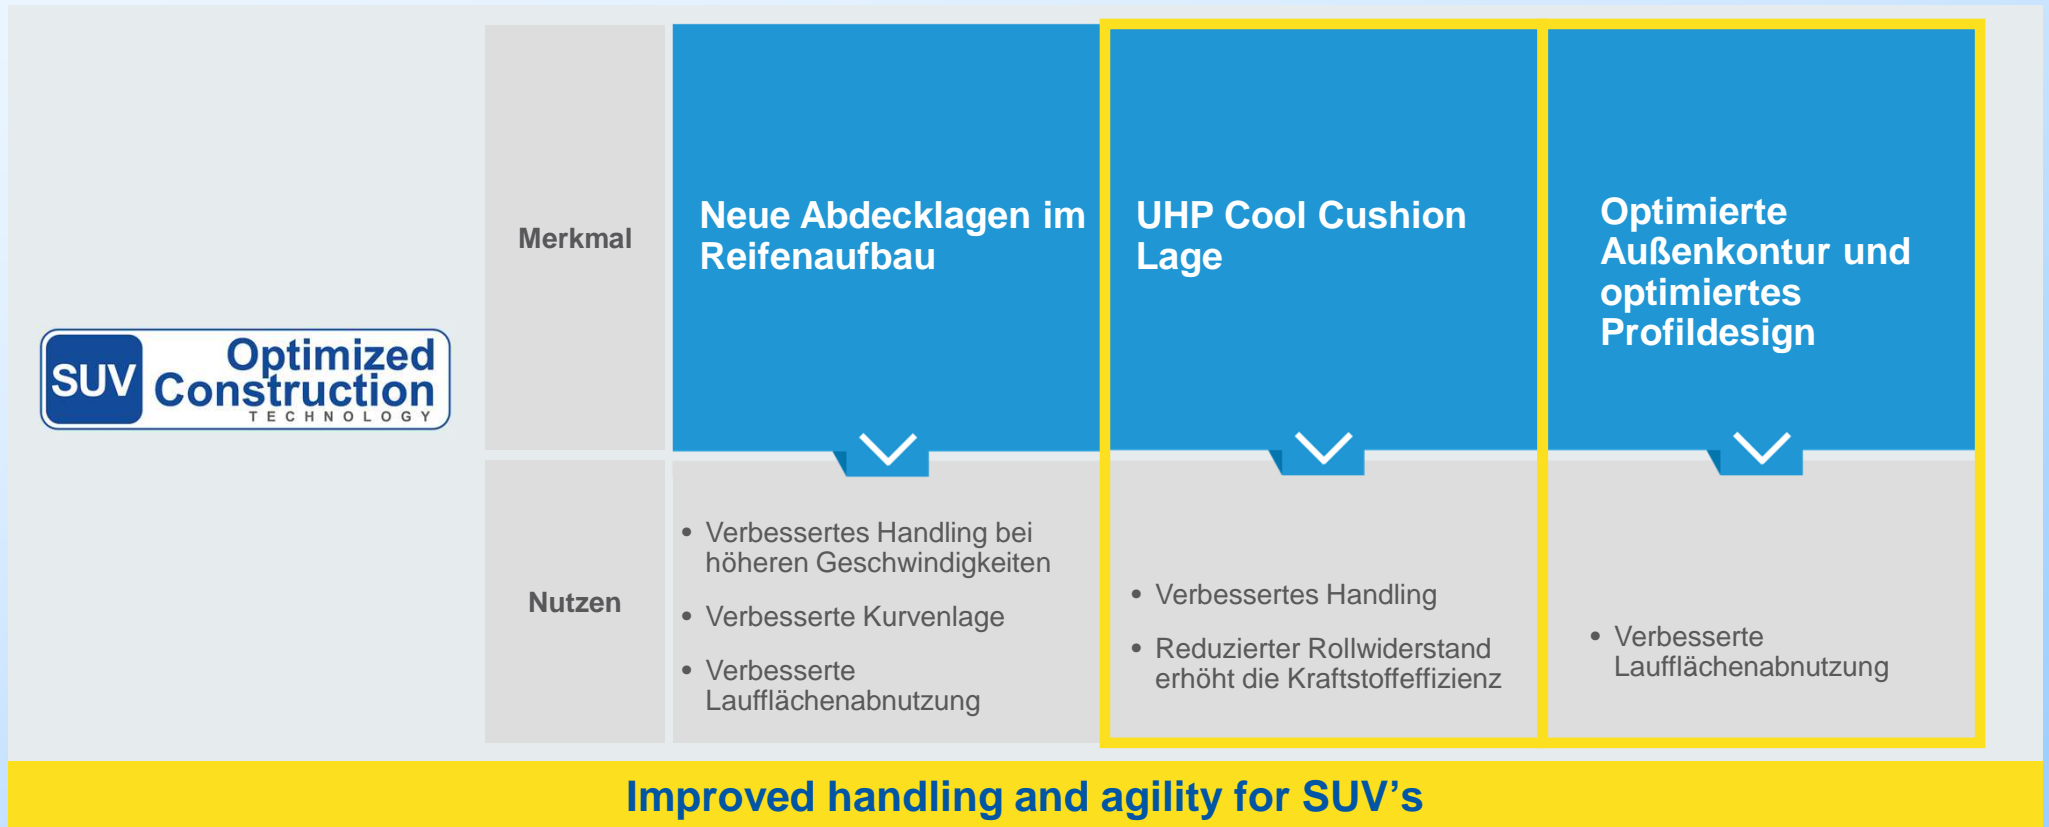 SUV
Optimized
Construction
TECHNOLOGY
Merkmal
Neue Abdecklagen im
Reifenaufbau
UHP Cool Cushion
Lage
Optimierte
Außenkontur und
optimiertes
Profildesign
Nutzen
• Verbessertes Handling bei
höheren Geschwindigkeiten
• Verbesserte Kurvenlage
• Verbesserte
Laufflächenabnutzung
• Verbessertes Handling
• Reduzierter Rollwiderstand
erhöht die Kraftstoffeffizienz
• Verbesserte
Laufflächenabnutzung
Improved handling and agility for SUV’s